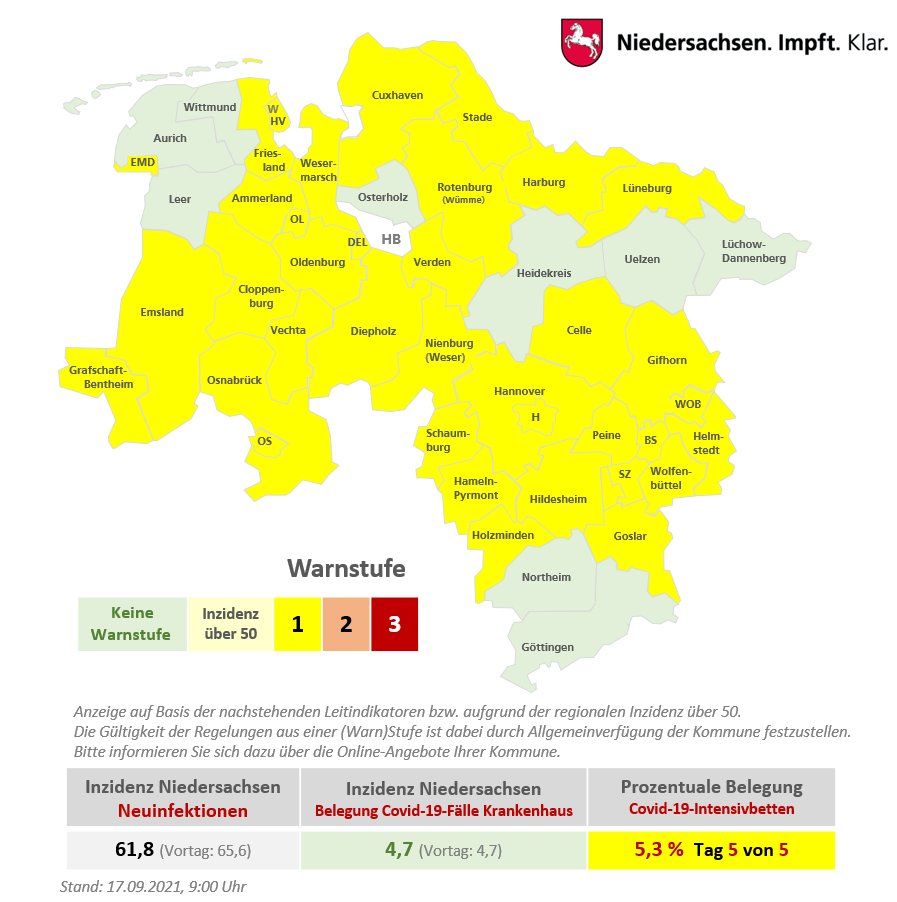 Niedersachsen. Impft. Klar.
Cuxhaven
Wittmund
W
HV
Stade
Aurich
EMD
Fries-
land
Weser-
marsch
Harburg
Lüneburg
Rotenburg
(Wümme)
Leer
Ammerland
Osterholz
OL
HB
DEL
Lüchow-
Dannenberg
Oldenburg
Verden
Heidekreis
Uelzen
Cloppen-
burg
Emsland
Vechta
Diepholz
Celle
Nienburg
(Weser)
Gifhorn
Grafschaft-
Bentheim
Osnabrück
Hannover
H
WOB
OS
Schaum-
burg
Peine
BS
Helm-
stedt
SZ
Wolfen-
büttel
Hameln-
Pyrmont
Hildesheim
Holzminden
Goslar
Northeim
Göttingen
Warnstufe
Keine
Warnstufe
Inzidenz
über 50
1
2
3
Anzeige auf Basis der nachstehenden Leitindikatoren bzw. aufgrund der regionalen Inzidenz über 50.
Die Gültigkeit der Regelungen aus einer (Warn)Stufe ist dabei durch Allgemeinverfügung der Kommune festzustellen.
Bitte informieren Sie sich dazu über die Online-Angebote Ihrer Kommune.
Inzidenz Niedersachsen
Neuinfektionen
Inzidenz Niedersachsen
Belegung Covid-19-Fälle Krankenhaus
Prozentuale Belegung
Covid-19-Intensivbetten
61,8 (Vortag: 65,6)
4,7 (Vortag: 4,7)
5,3 % Tag 5 von 5
Stand: 17.09.2021, 9:00 Uhr